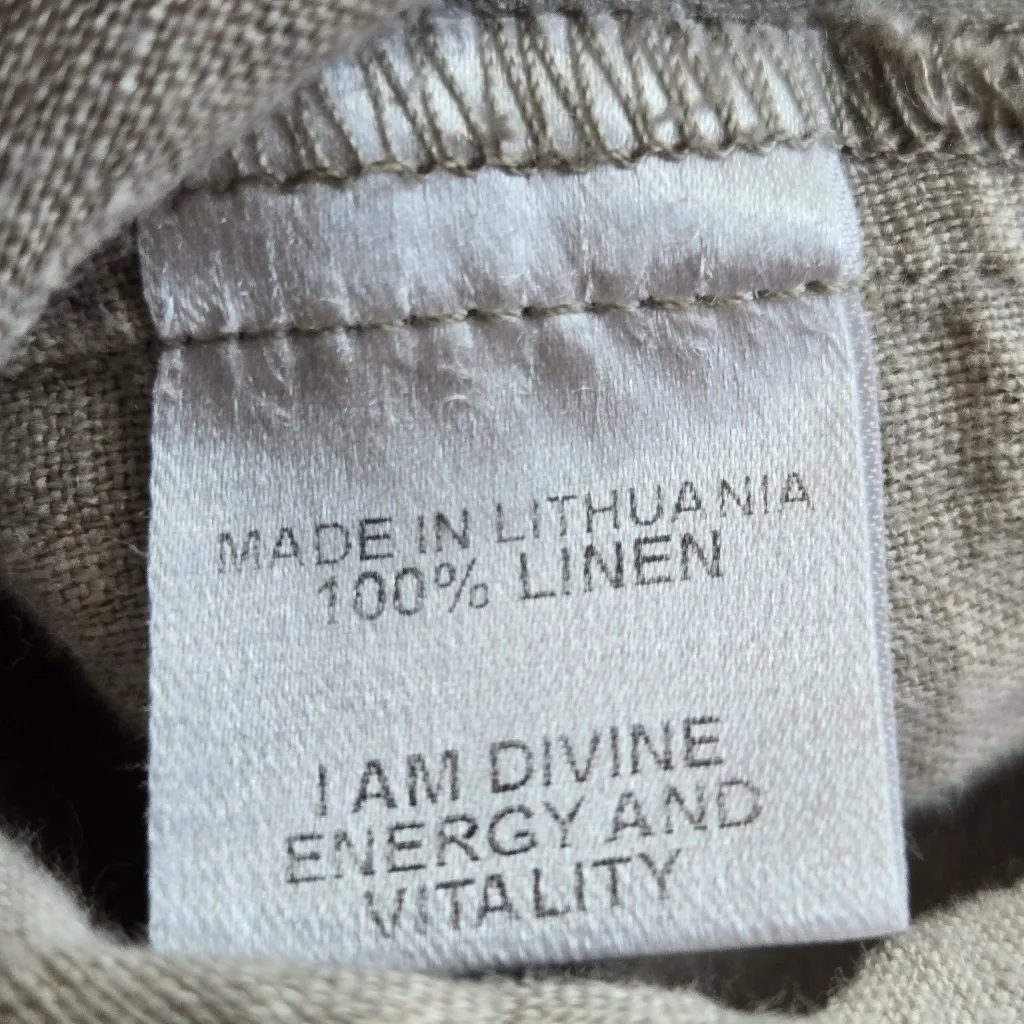 MADE IN LITHUANIA
100% LINEN
I AM DIVINE
ENERGY AND
VITALITY